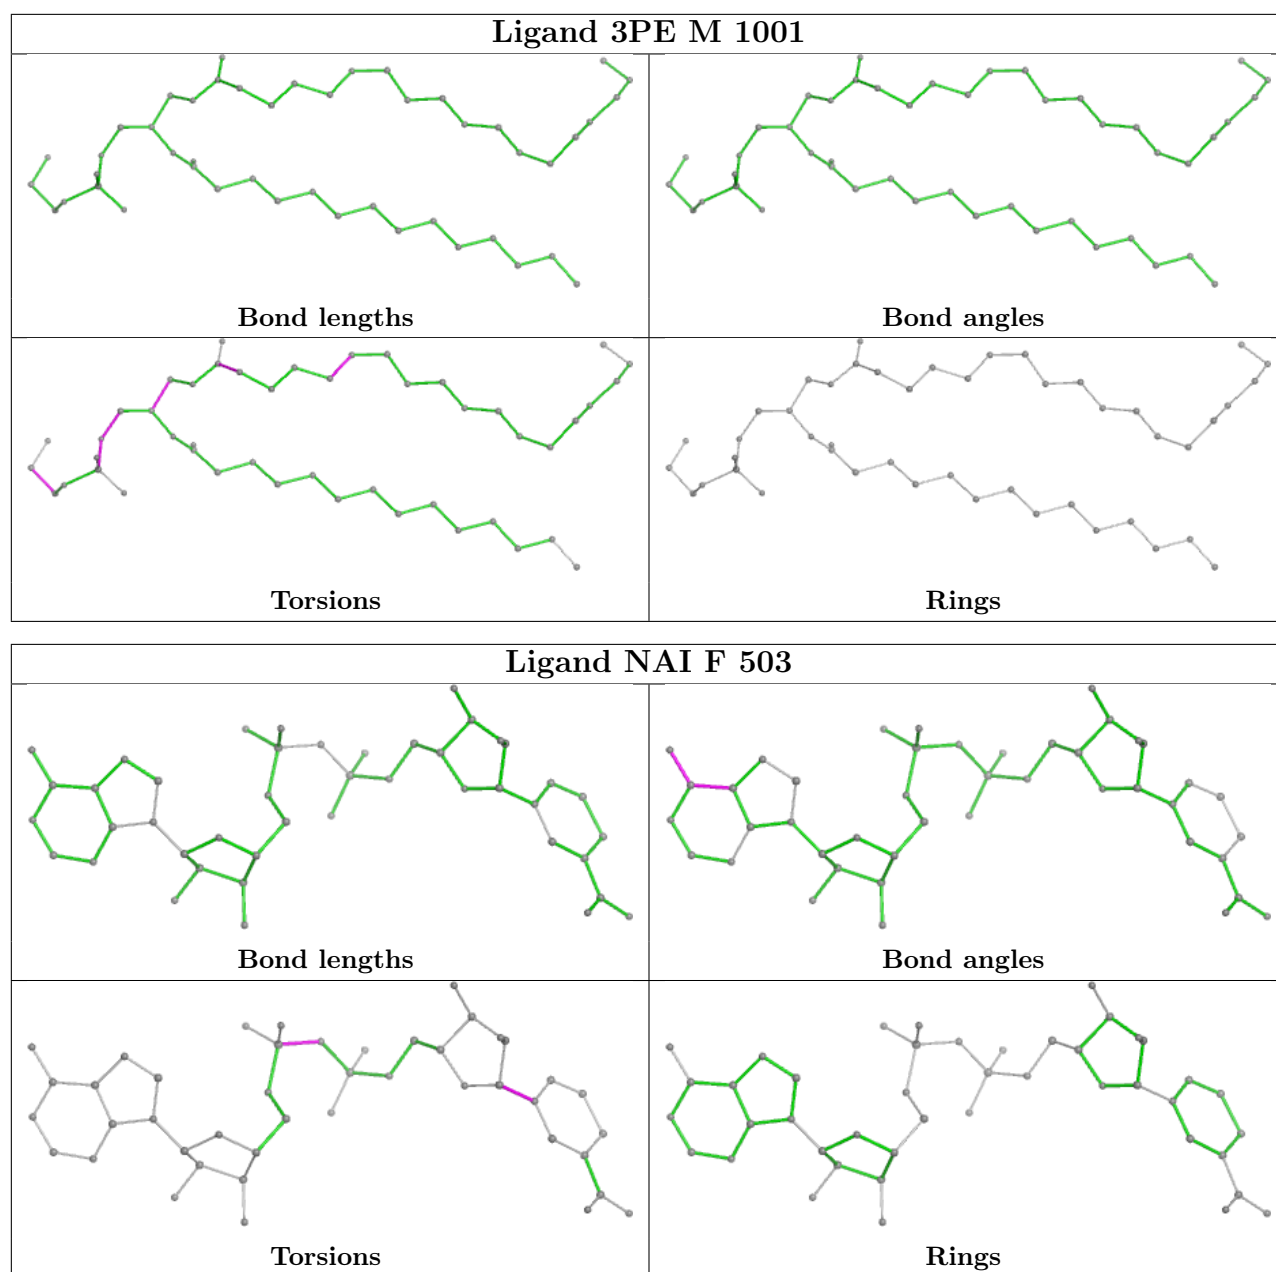 Ligand 3PE M 1001
Bond lengths
Bond angles
Torsions
Rings
Ligand NAI F 503
Bond lengths
Bond angles
Torsions
Rings